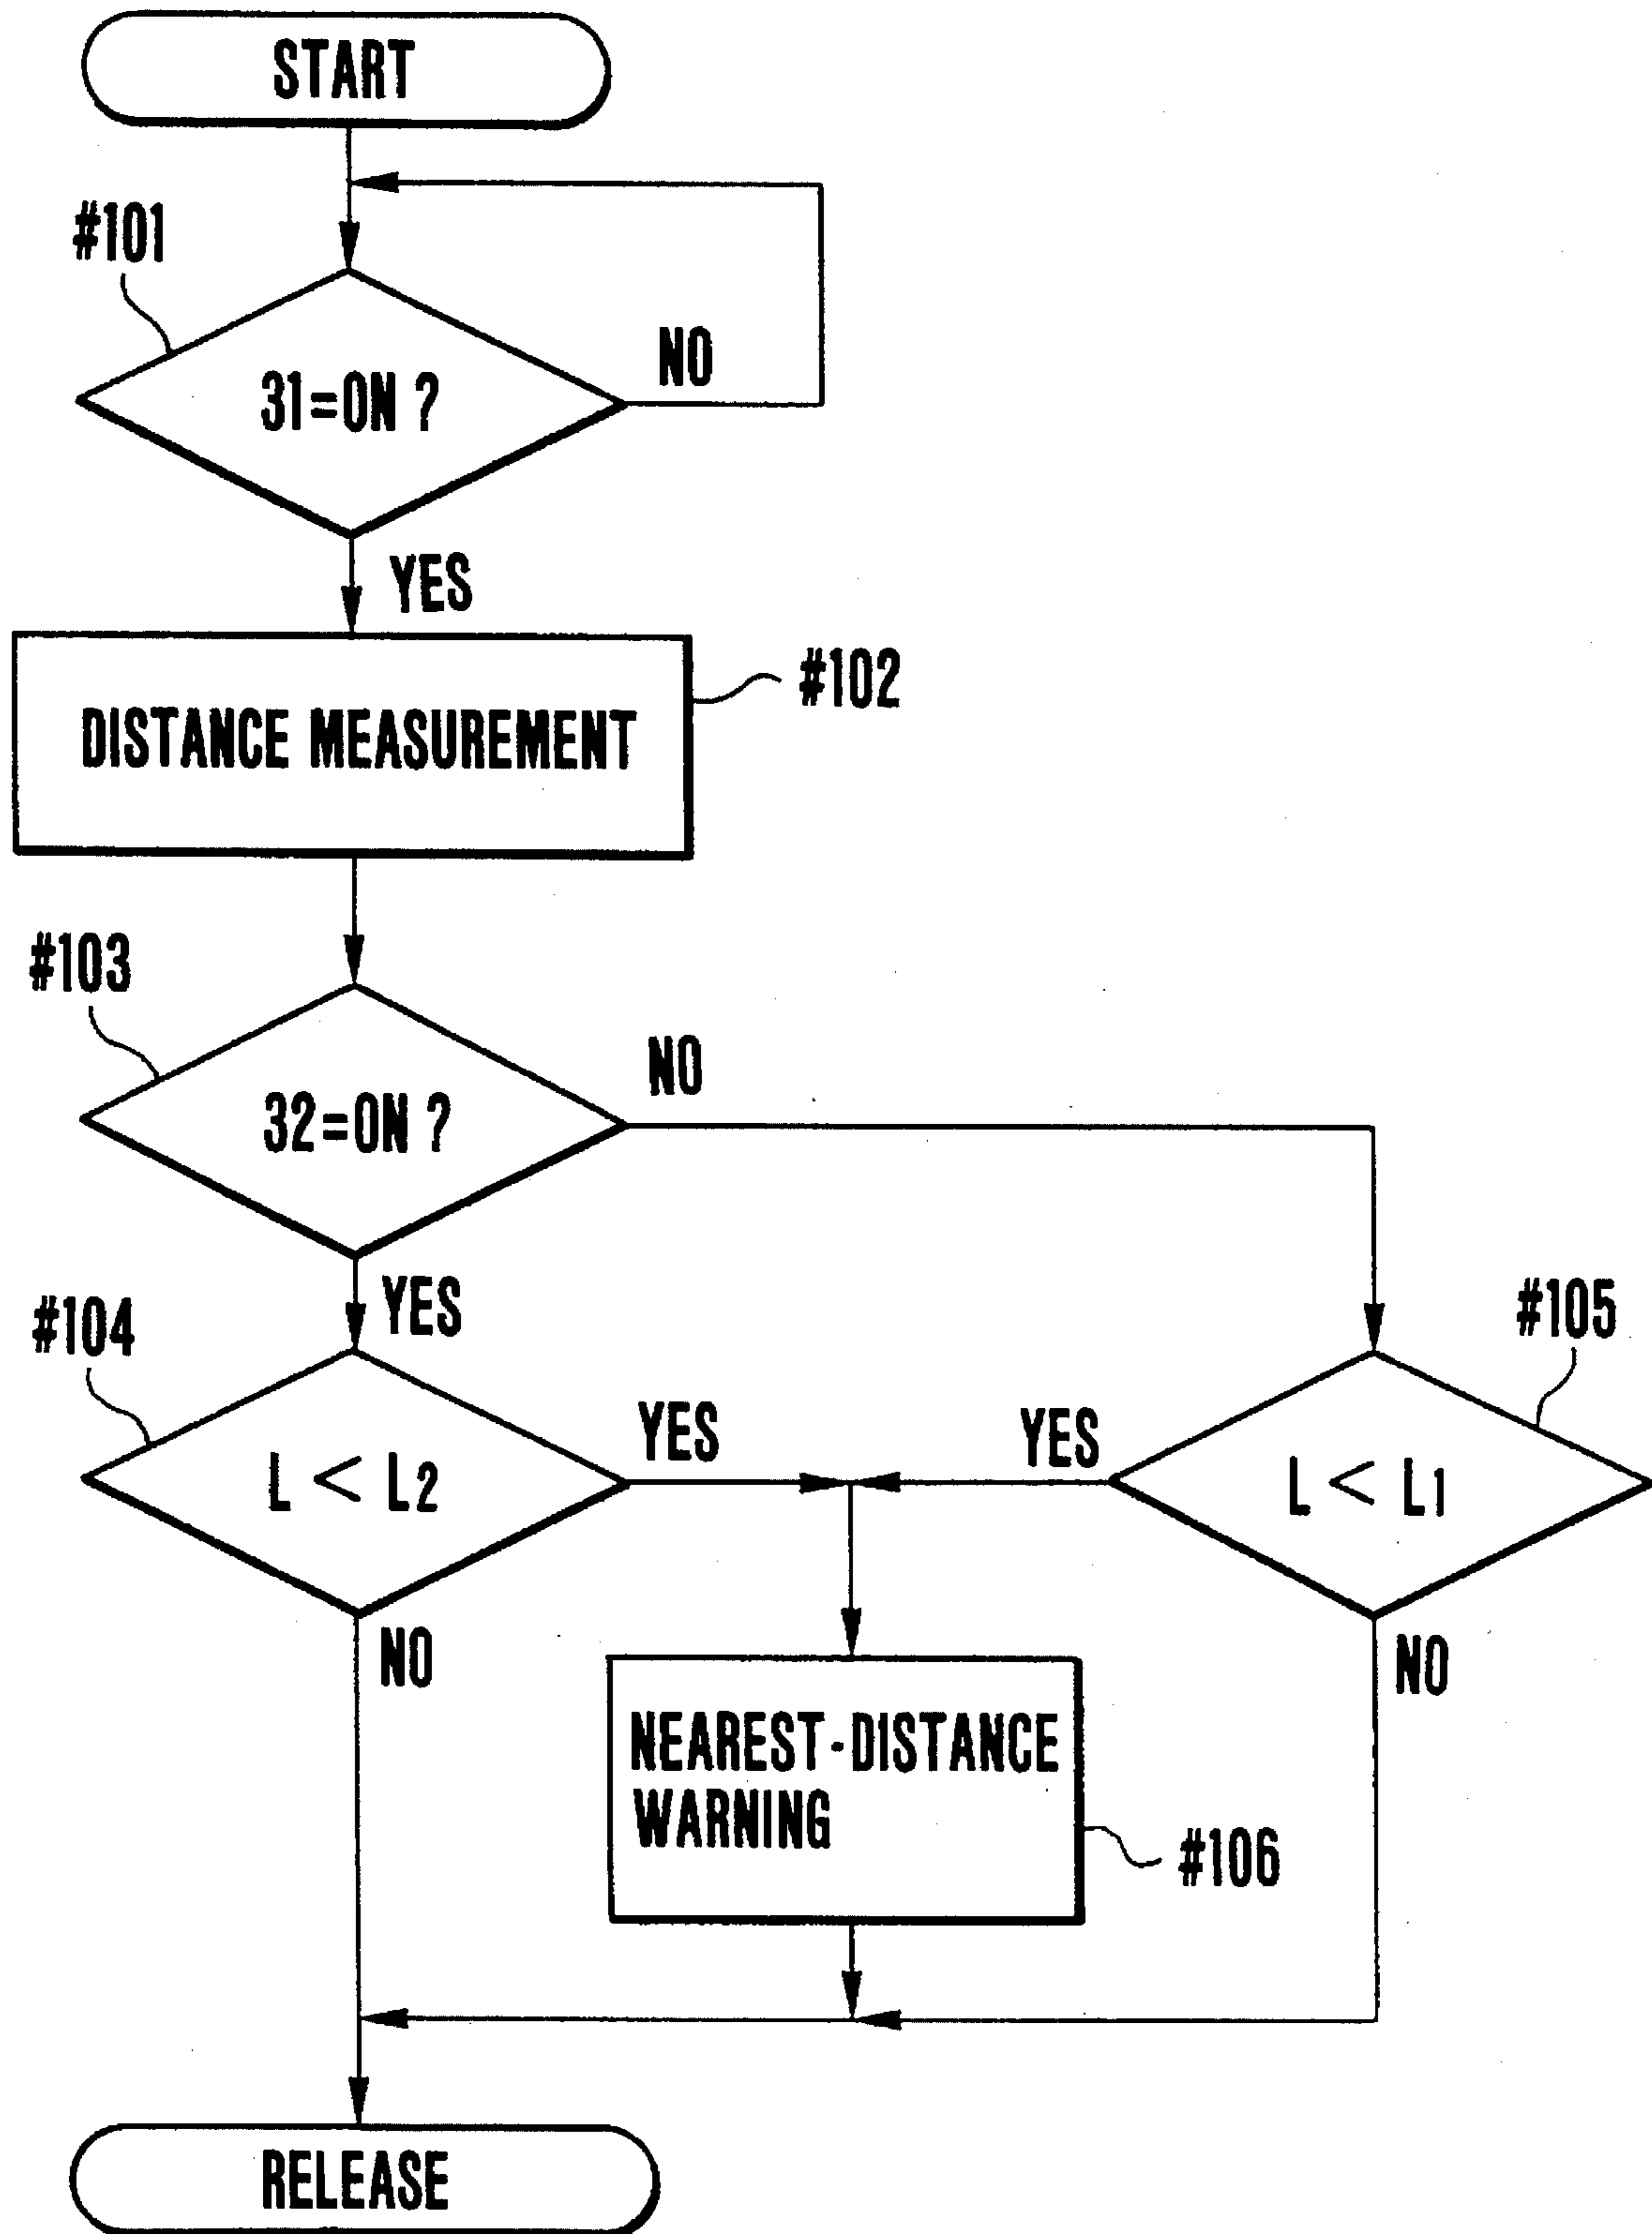 START
#101
31=ON ?
NO
YES
#102
DISTANCE MEASUREMENT
#103
32=ON ?
NO
YES
#104
L < L2
YES
NO
#105
L < L1
YES
NO
NEAREST-DISTANCE
WARNING
#106
RELEASE